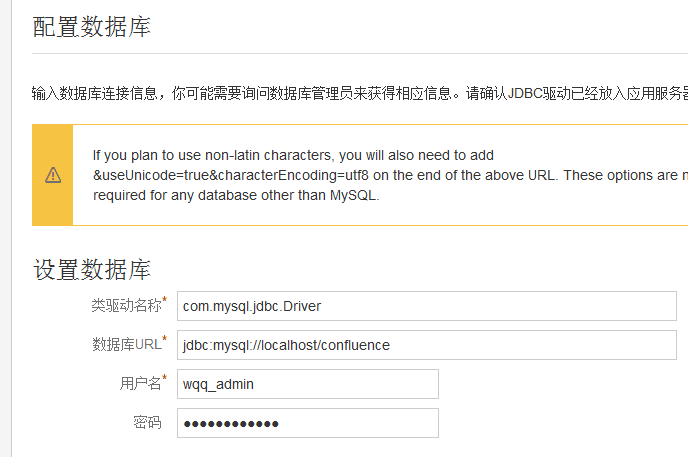 配置数据库
输入数据库连接信息，你可能需要询问数据库管理员来获得相应信息。请确认JDBC驱动已经放入应用服务器
If you plan to use non-latin characters, you will also need to add
&useUnicode=true&characterEncoding=utf8 on the end of the above URL. These options are n
required for any database other than MySQL.
设置数据库
类驱动名称* com.mysql.jdbc.Driver
数据库URL* jdbc:mysql://localhost/confluence
用户名* wqq_admin
密码 ●●●●●●●●●●●●